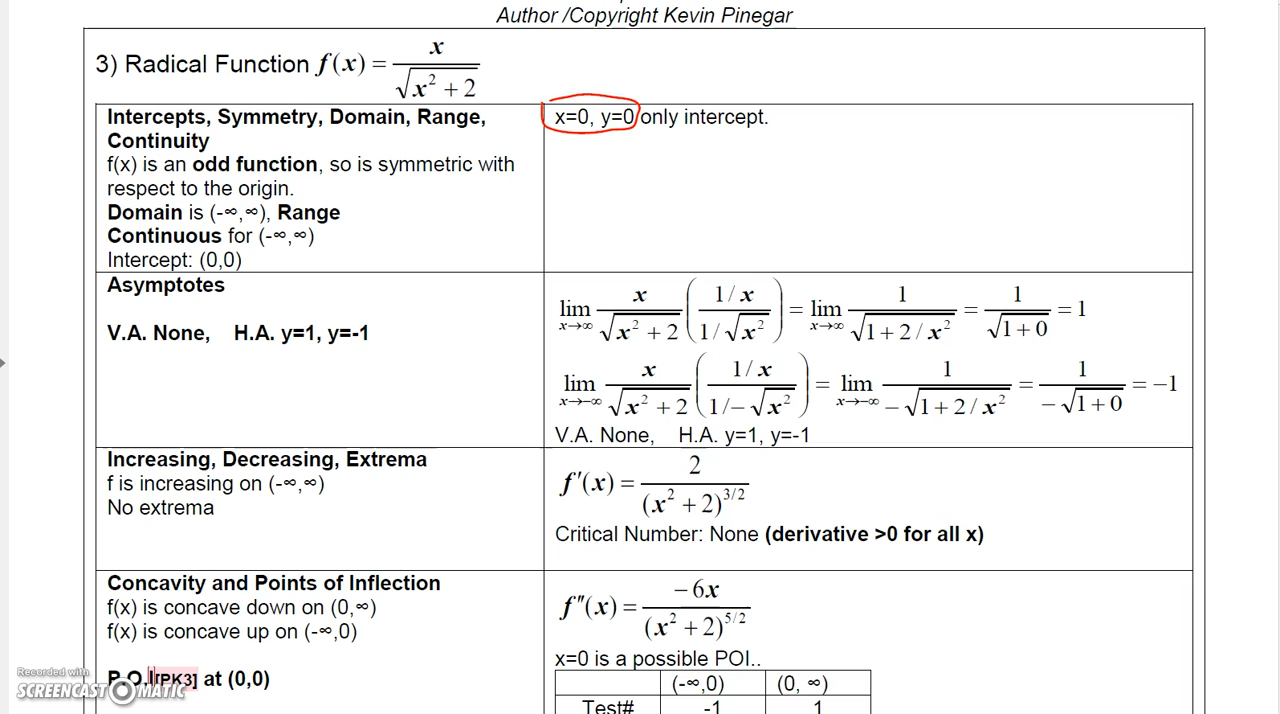 Author /Copyright Kevin Pinegar
3) Radical Function f(x) = x / √(x² + 2)
Intercepts, Symmetry, Domain, Range,
Continuity
f(x) is an odd function, so is symmetric with
respect to the origin.
Domain is (-∞,∞), Range
Continuous for (-∞,∞)
Intercept: (0,0)
x=0, y=0 only intercept.
Asymptotes
V.A. None, H.A. y=1, y=-1
lim x→∞ x / √(x² + 2) ( 1/x / 1/√x² ) = lim x→∞ 1 / √(1+2/x²) = 1 / √(1+0) = 1
lim x→-∞ x / √(x² + 2) ( 1/x / 1/-√x² ) = lim x→-∞ 1 / -√(1+2/x²) = 1 / -√(1+0) = -1
V.A. None, H.A. y=1, y=-1
Increasing, Decreasing, Extrema
f is increasing on (-∞,∞)
No extrema
f'(x) = 2 / (x² + 2)^3/2
Critical Number: None (derivative >0 for all x)
Concavity and Points of Inflection
f(x) is concave down on (0,∞)
f(x) is concave up on (-∞,0)
P.O.I[PK3] at (0,0)
f"(x) = -6x / (x² + 2)^5/2
x=0 is a possible POI..
(-∞,0) (0, ∞)
Test# -1 1
Recorded with
SCREENCAST MATIC